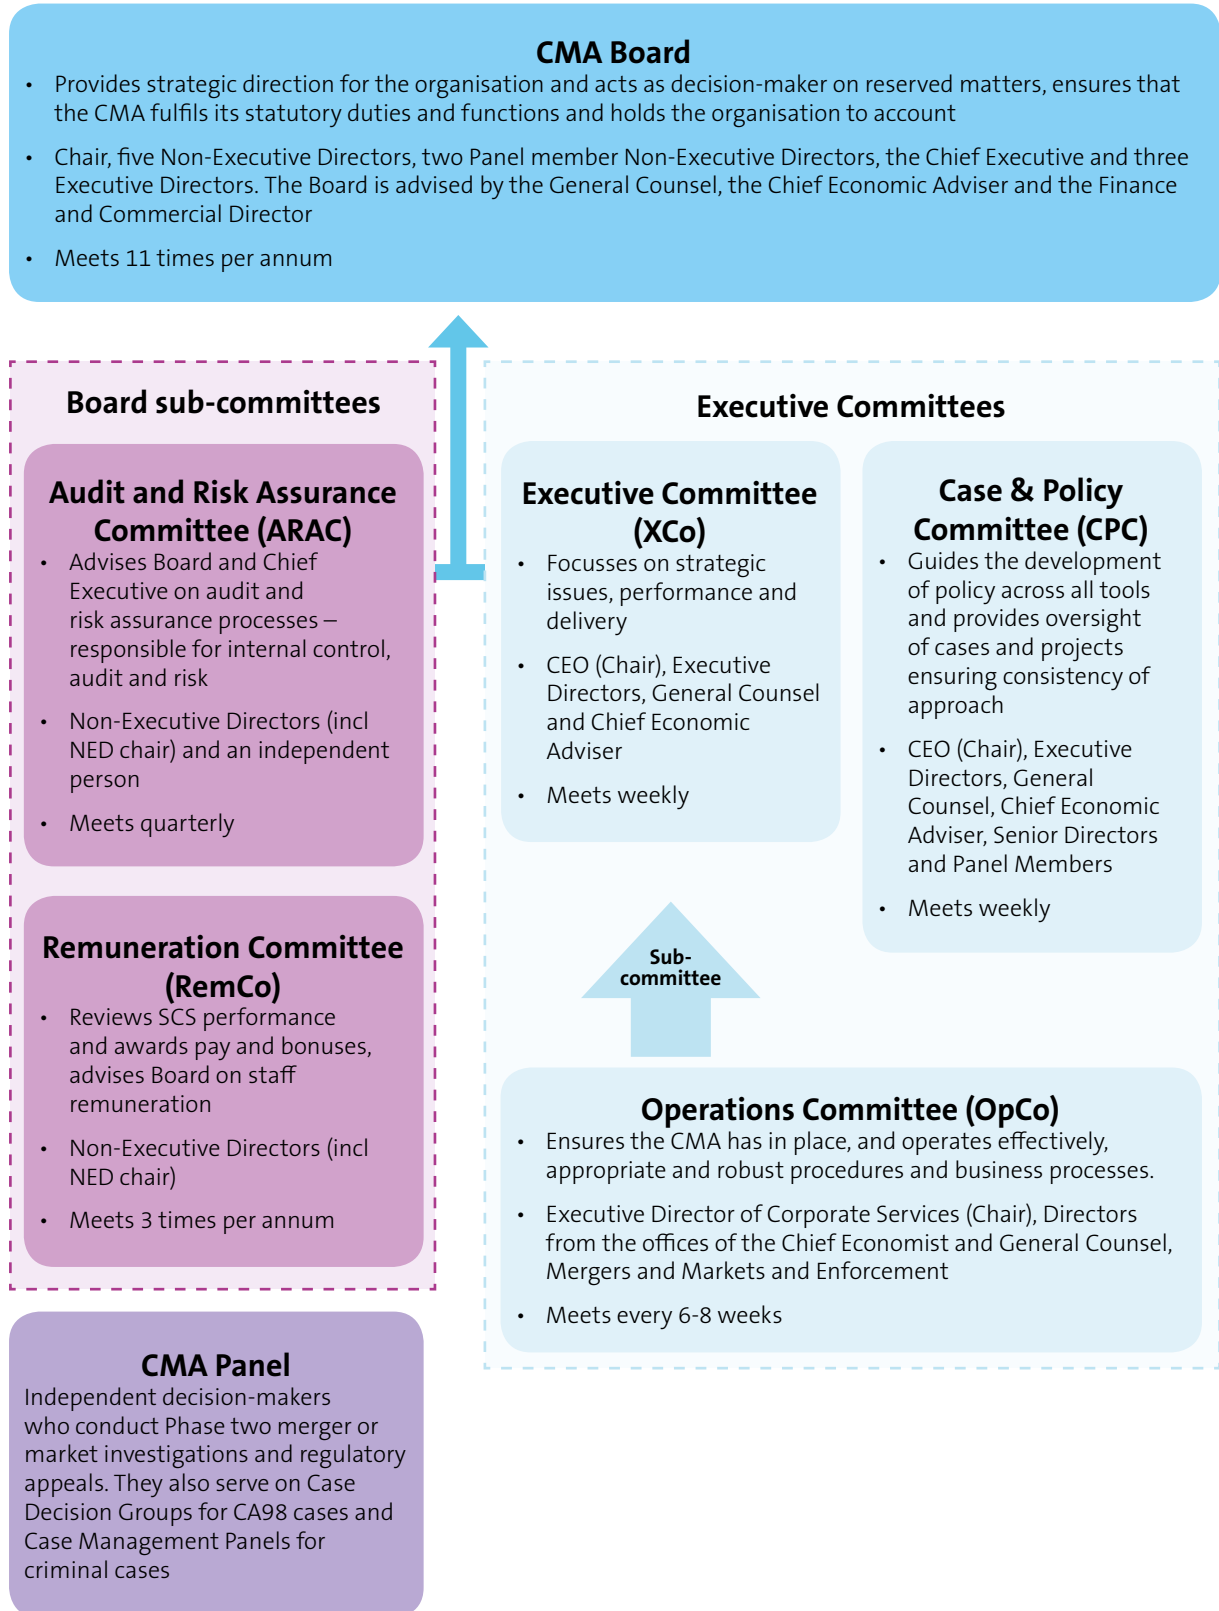 CMA Board
• Provides strategic direction for the organisation and acts as decision-maker on reserved matters, ensures that
the CMA fulfils its statutory duties and functions and holds the organisation to account
• Chair, five Non-Executive Directors, two Panel member Non-Executive Directors, the Chief Executive and three
Executive Directors. The Board is advised by the General Counsel, the Chief Economic Adviser and the Finance
and Commercial Director
• Meets 11 times per annum
Board sub-committees
Audit and Risk Assurance
Committee (ARAC)
• Advises Board and Chief
Executive on audit and
risk assurance processes –
responsible for internal control,
audit and risk
• Non-Executive Directors (incl
NED chair) and an independent
person
• Meets quarterly
Remuneration Committee
(RemCo)
• Reviews SCS performance
and awards pay and bonuses,
advises Board on staff
remuneration
• Non-Executive Directors (incl
NED chair)
• Meets 3 times per annum
Executive Committees
Executive Committee
(XCo)
• Focusses on strategic
issues, performance and
delivery
• CEO (Chair), Executive
Directors, General Counsel
and Chief Economic
Adviser
• Meets weekly
Case & Policy
Committee (CPC)
• Guides the development
of policy across all tools
and provides oversight
of cases and projects
ensuring consistency of
approach
• CEO (Chair), Executive
Directors, General
Counsel, Chief Economic
Adviser, Senior Directors
and Panel Members
• Meets weekly
Sub-
committee
Operations Committee (OpCo)
• Ensures the CMA has in place, and operates effectively,
appropriate and robust procedures and business processes.
• Executive Director of Corporate Services (Chair), Directors
from the offices of the Chief Economist and General Counsel,
Mergers and Markets and Enforcement
• Meets every 6-8 weeks
CMA Panel
Independent decision-makers
who conduct Phase two merger or
market investigations and regulatory
appeals. They also serve on Case
Decision Groups for CA98 cases and
Case Management Panels for
criminal cases